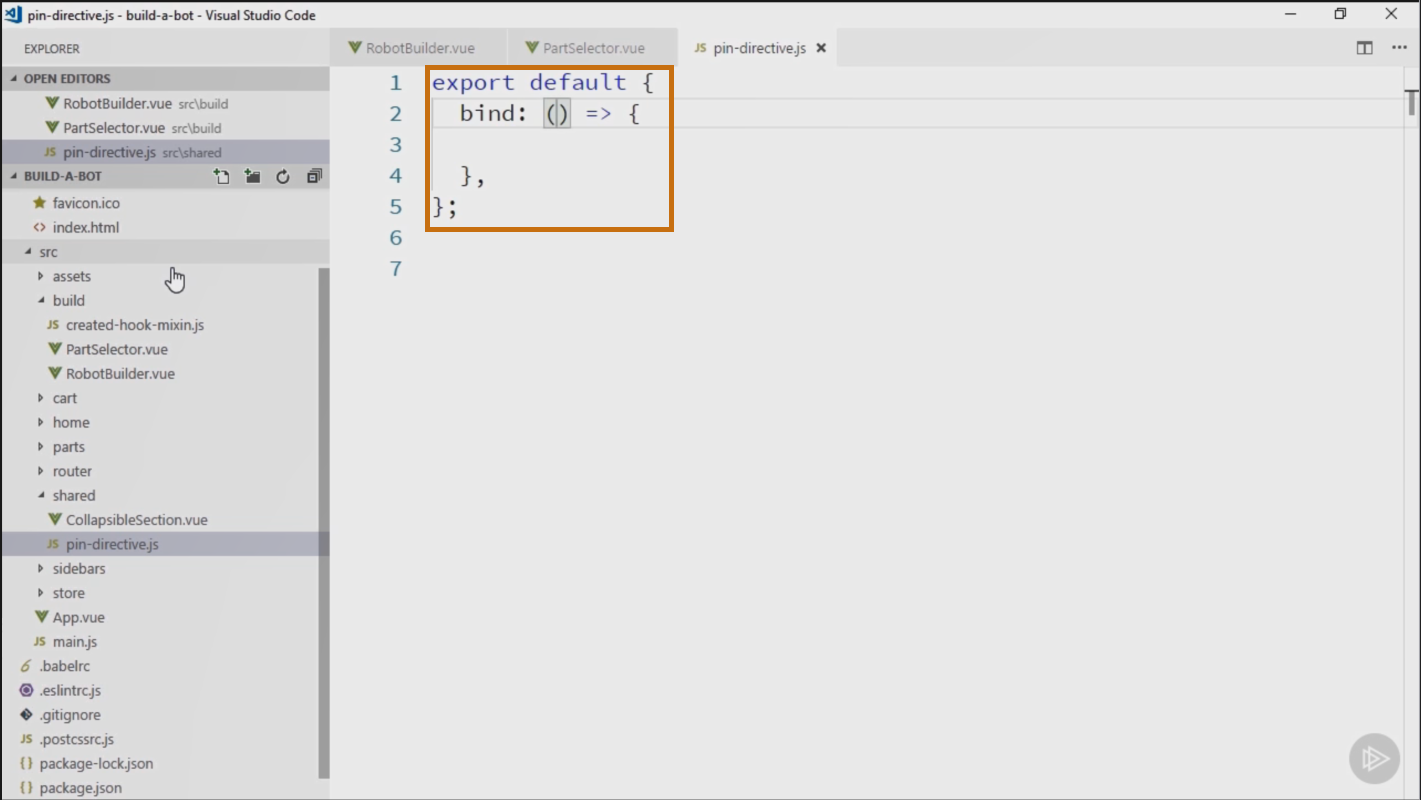 pin-directive.js - build-a-bot - Visual Studio Code
EXPLORER
OPEN EDITORS
RobotBuilder.vue src\build
PartSelector.vue src\build
JS pin-directive.js src\shared
BUILD-A-BOT
favicon.ico
<> index.html
src
assets
build
JS created-hook-mixin.js
PartSelector.vue
RobotBuilder.vue
cart
home
parts
router
shared
CollapsibleSection.vue
JS pin-directive.js
sidebars
store
App.vue
JS main.js
6 .babelrc
.eslintrc.js
.gitignore
JS .postcssrc.js
{} package-lock.json
{} package.json
RobotBuilder.vue
PartSelector.vue
JS pin-directive.js
1 export default {
2 bind: () => {
3
4 },
5 };
6
7